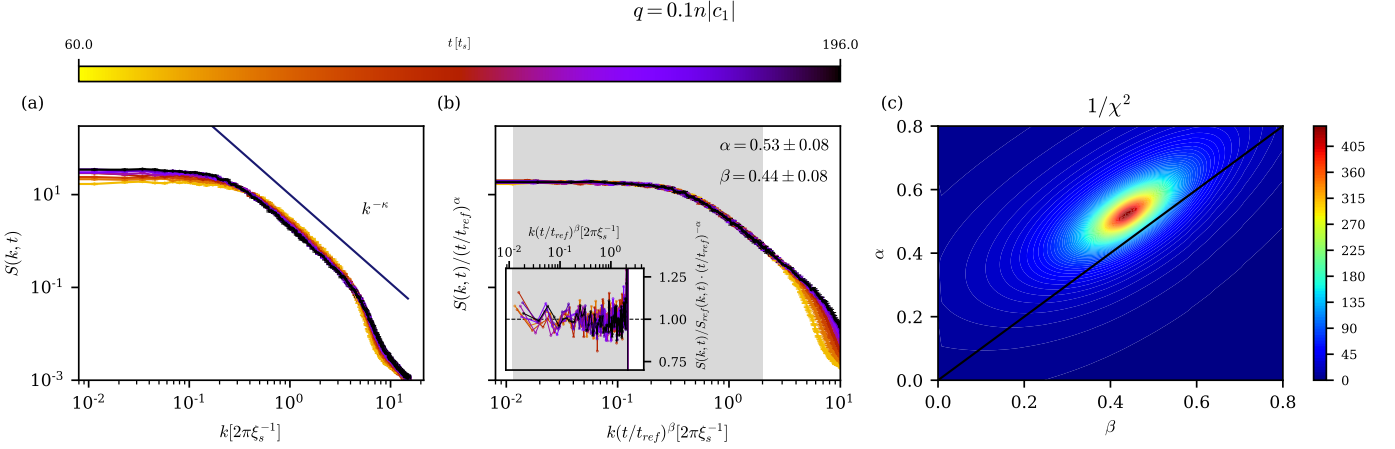 q = 0.1n|c₁|
60.0
t [tₛ]
196.0
(a)
S(k, t)
10¹
10⁻¹
10⁻³
10⁻²
10⁻¹
10⁰
10¹
k[2πξₛ⁻¹]
k^{−κ}
(b)
S(k, t)/(t/t_{ref})^α
α = 0.53 ± 0.08
β = 0.44 ± 0.08
k(t/t_{ref})^β[2πξₛ⁻¹]
10⁻²
10⁻¹
10⁰
1.25
1.00
0.75
S(k, t)/S_{ref}(k, t) · (t/t_{ref})^{−α}
10⁻²
10⁻¹
10⁰
10¹
k(t/t_{ref})^β[2πξₛ⁻¹]
(c)
1/χ²
α
0.8
0.6
0.4
0.2
0.0
0.0
0.2
0.4
0.6
0.8
β
405
360
315
270
225
180
135
90
45
0